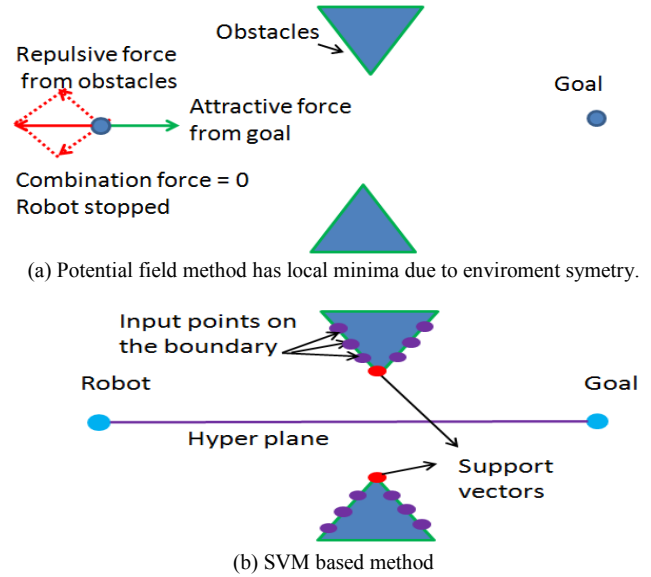 Obstacles
Repulsive force
from obstacles
Attractive force
from goal
Goal
Combination force = 0
Robot stopped
(a) Potential field method has local minima due to enviroment symetry.
Input points on
the boundary
Robot
Goal
Hyper plane
Support
vectors
(b) SVM based method